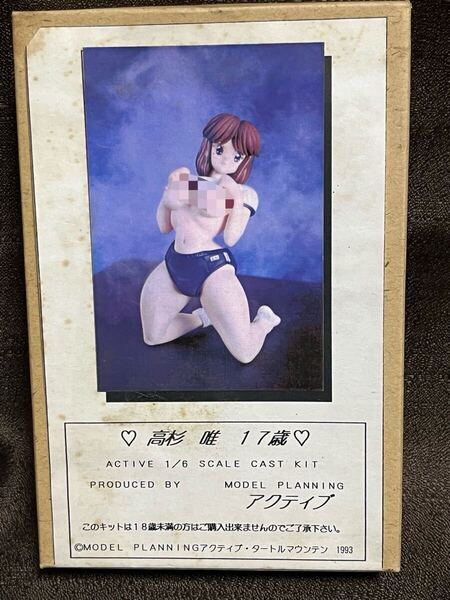 ♡ 高杉 唯 17歳♡
ACTIVE 1/6 SCALE CAST KIT
PRODUCED BY MODEL PLANNING
アクティブ
このキットは18歳未満の方はご購入出来ませんのでご了承下さい。
©MODEL PLANNINGアクティブ・タートルマウンテン 1993